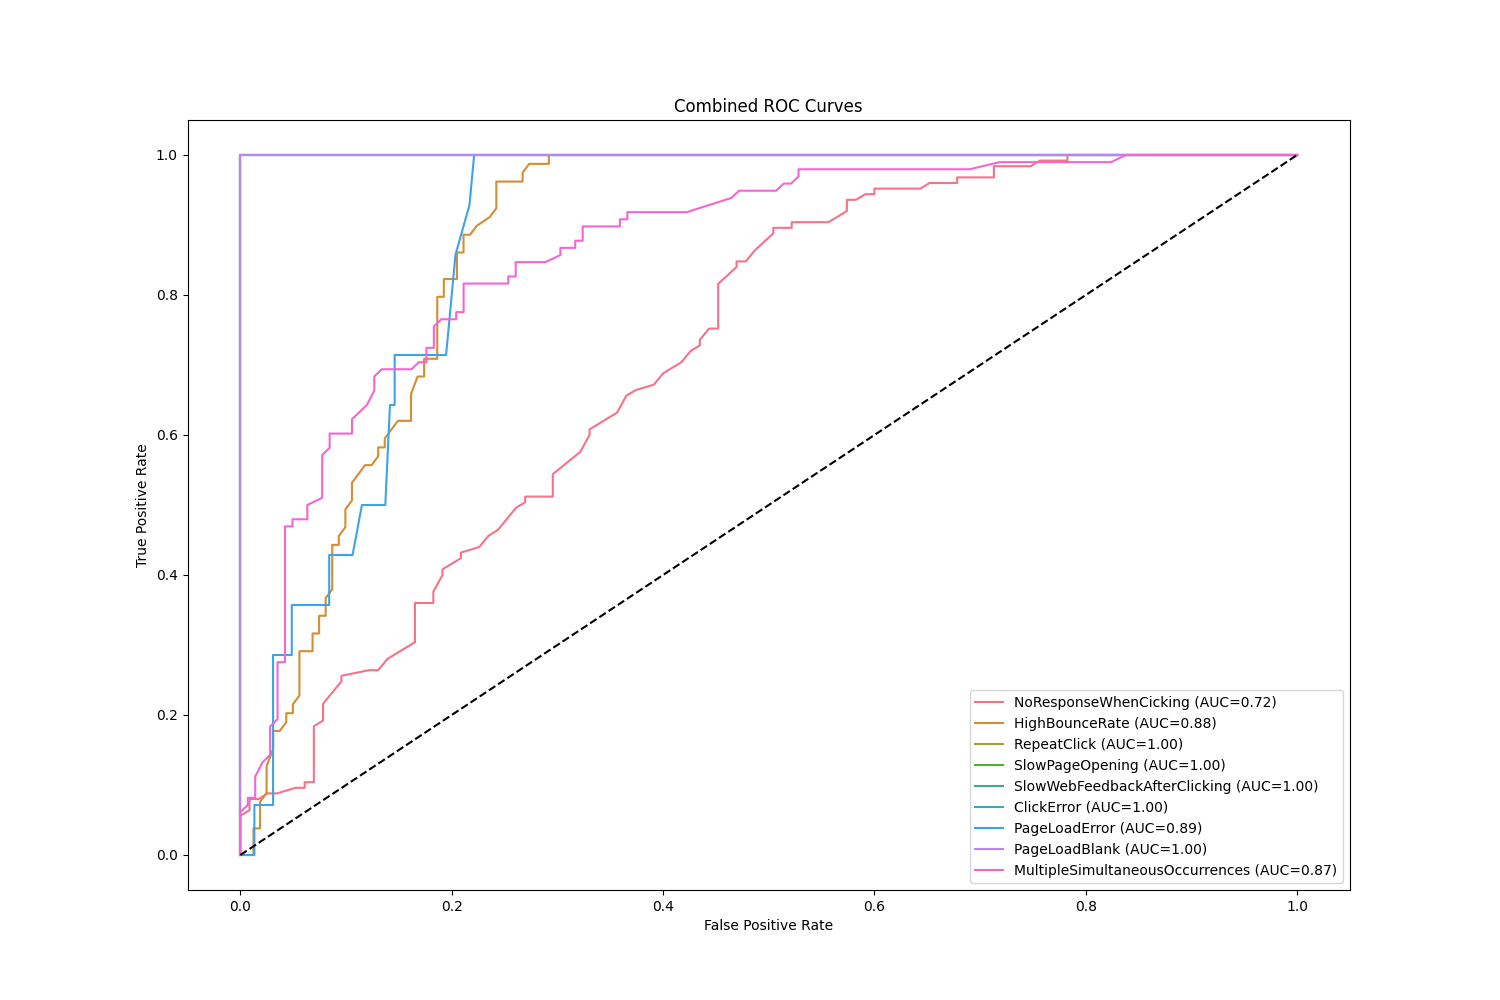 Combined ROC Curves
True Positive Rate
1.0
0.8
0.6
0.4
0.2
0.0
NoResponseWhenCicking (AUC=0.72)
HighBounceRate (AUC=0.88)
RepeatClick (AUC=1.00)
SlowPageOpening (AUC=1.00)
SlowWebFeedbackAfterClicking (AUC=1.00)
ClickError (AUC=1.00)
PageLoadError (AUC=0.89)
PageLoadBlank (AUC=1.00)
MultipleSimultaneousOccurrences (AUC=0.87)
0.0 0.2 0.4 0.6 0.8 1.0
False Positive Rate